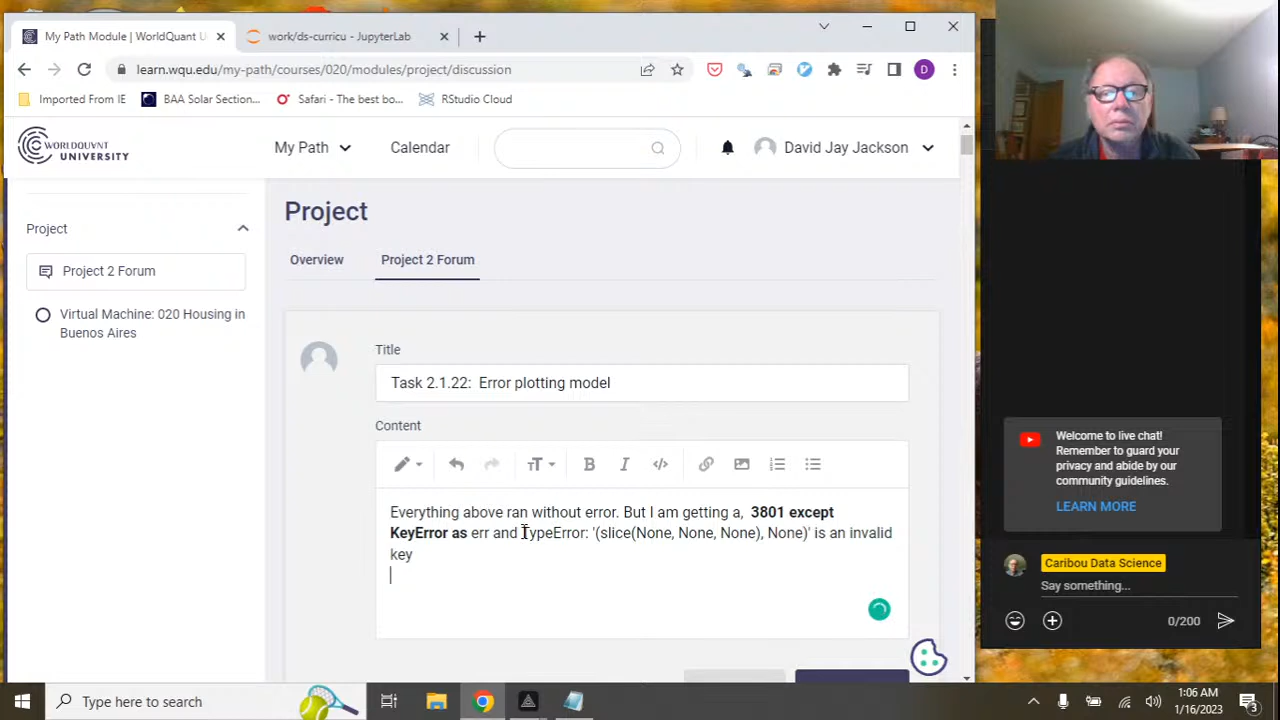 My Path Module | WorldQuant U
work/ds-curricu - JupyterLab
learn.wqu.edu/my-path/courses/020/modules/project/discussion
D
Imported From IE
BAA Solar Section...
Safari - The best bo...
RStudio Cloud
WORLDQUANT
UNIVERSITY
My Path
Calendar
David Jay Jackson
Project
Project 2 Forum
Virtual Machine: 020 Housing in
Buenos Aires
Project
Overview
Project 2 Forum
Title
Task 2.1.22:  Error plotting model
Content
Everything above ran without error. But I am getting a,  3801 except
KeyError as err and TypeError: '(slice(None, None, None), None)' is an invalid
key
Welcome to live chat!
Remember to guard your
privacy and abide by our
community guidelines.
LEARN MORE
Caribou Data Science
Say something...
0/200
Type here to search
1:06 AM
1/16/2023
3